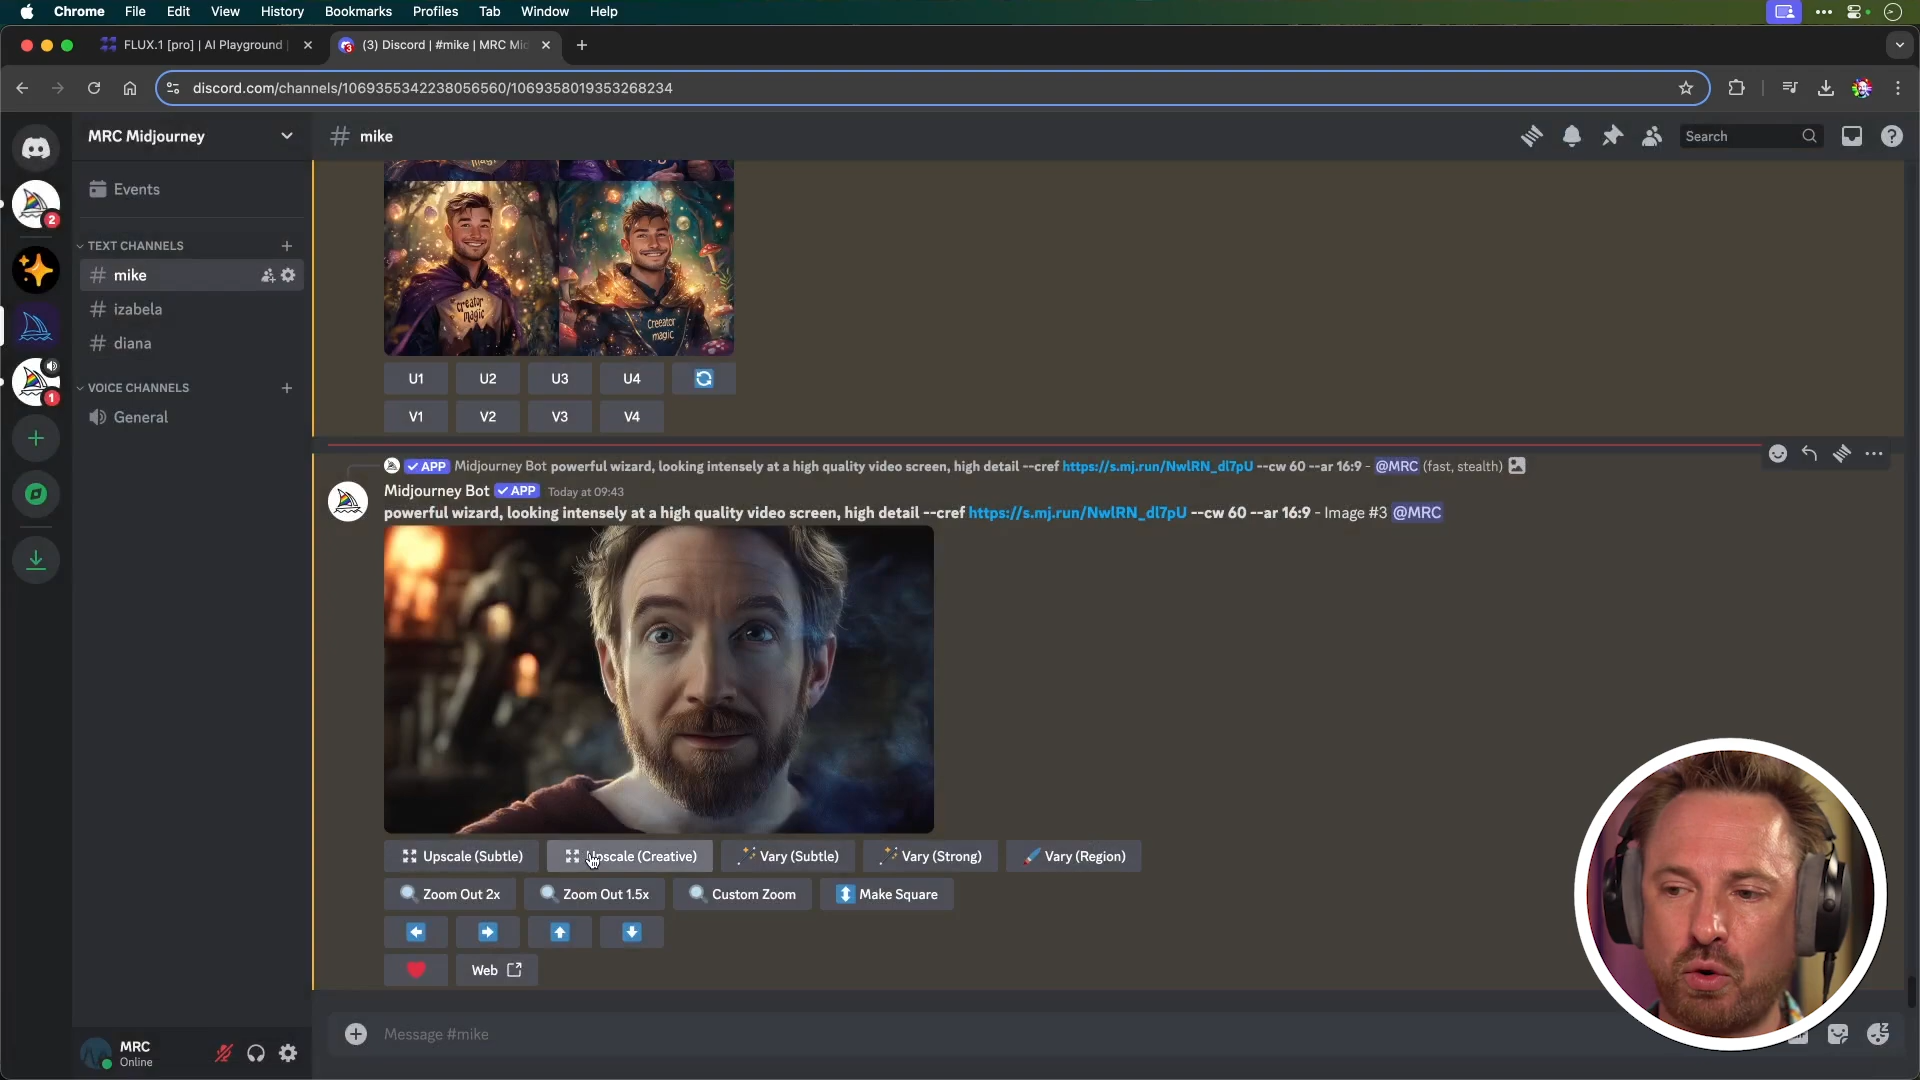 Chrome File Edit View History Bookmarks Profiles Tab Window Help
FLUX.1 [pro] | AI Playground
(3) Discord | #mike | MRC Mi
discord.com/channels/1069355342238056560/1069358019353268234
MRC Midjourney
mike
Search
Events
2
TEXT CHANNELS
mike
izabela
diana
1
VOICE CHANNELS
General
creator
magic
Creeator
magic
U1 U2 U3 U4
V1 V2 V3 V4
APP Midjourney Bot powerful wizard, looking intensely at a high quality video screen, high detail --cref https://s.mj.run/NwlRN_dl7pU --cw 60 --ar 16:9 - @MRC (fast, stealth)
Midjourney Bot APP Today at 09:43
powerful wizard, looking intensely at a high quality video screen, high detail --cref https://s.mj.run/NwlRN_dl7pU --cw 60 --ar 16:9 - Image #3 @MRC
Upscale (Subtle) Upscale (Creative) Vary (Subtle) Vary (Strong) Vary (Region)
Zoom Out 2x Zoom Out 1.5x Custom Zoom Make Square
Web
Message #mike
MRC
Online